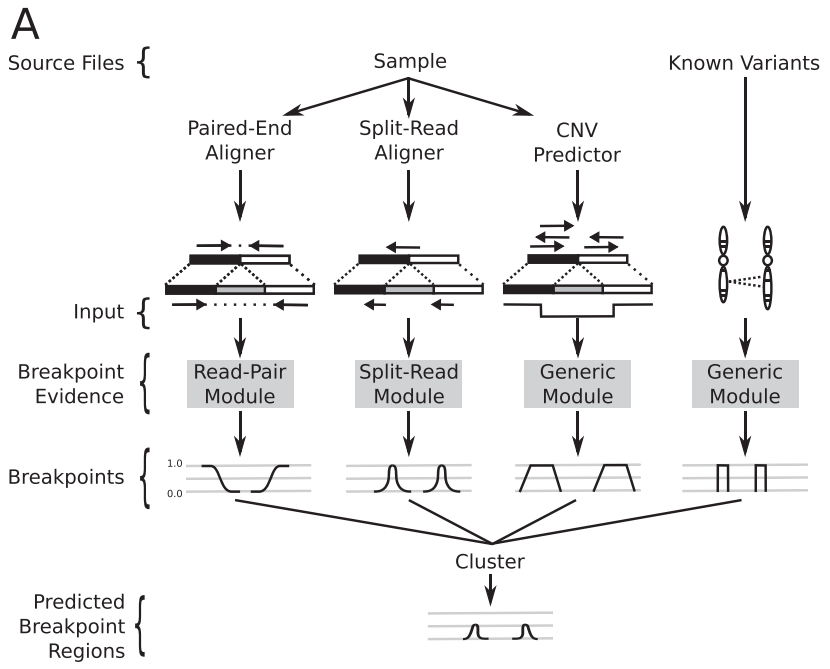 A
Source Files
Sample
Known Variants
Paired-End
Aligner
Split-Read
Aligner
CNV
Predictor
Input
Breakpoint
Evidence
Read-Pair
Module
Split-Read
Module
Generic
Module
Generic
Module
Breakpoints
1.0
0.0
Cluster
Predicted
Breakpoint
Regions